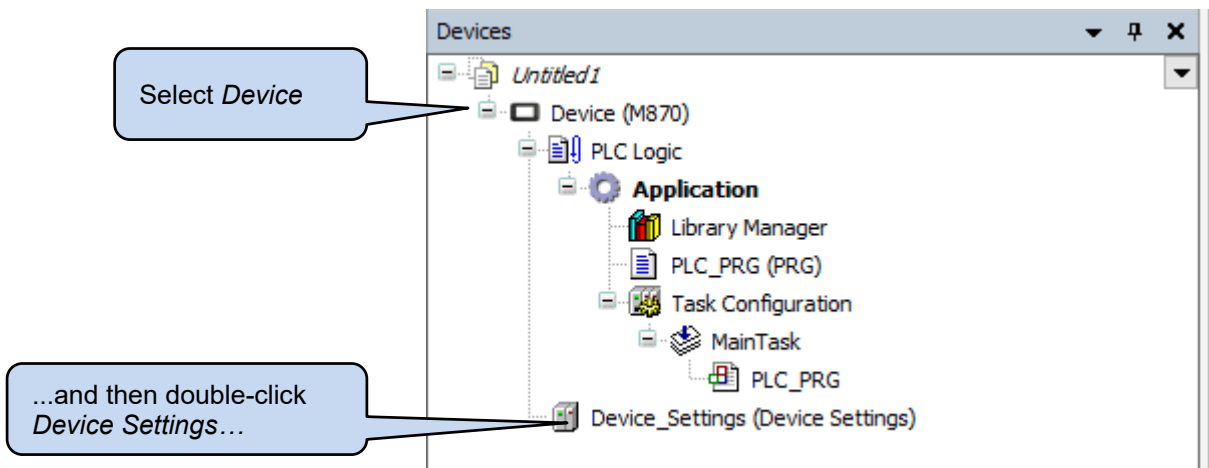 Devices
Untitled1
Select Device
Device (M870)
PLC Logic
Application
Library Manager
PLC_PRG (PRG)
Task Configuration
MainTask
PLC_PRG
...and then double-click
Device Settings…
Device_Settings (Device Settings)